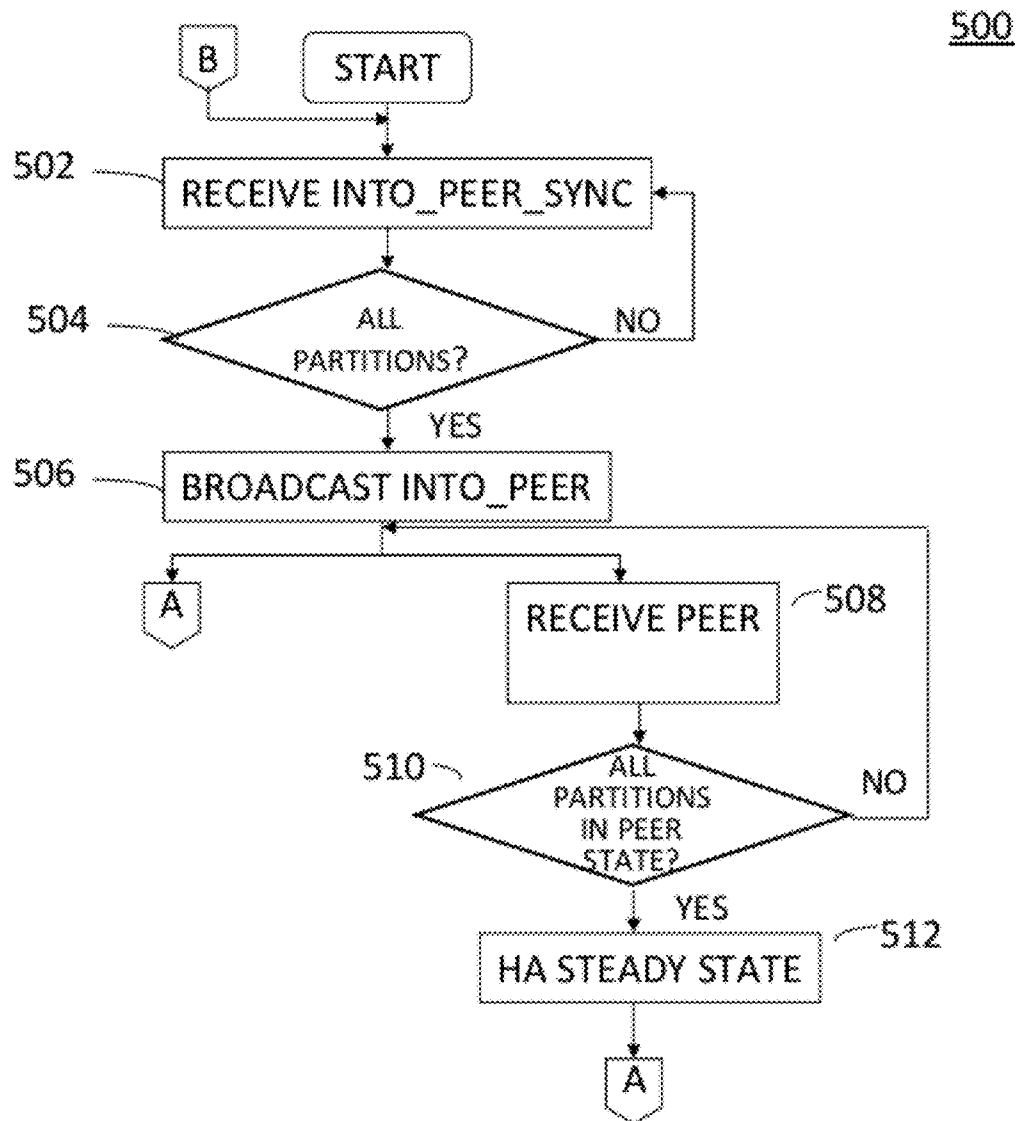 500
B
START
502
RECEIVE INTO_PEER_SYNC
504
ALL
PARTITIONS?
NO
YES
506
BROADCAST INTO_PEER
A
RECEIVE PEER
508
510
ALL
PARTITIONS
IN PEER
STATE?
NO
YES
HA STEADY STATE
512
A